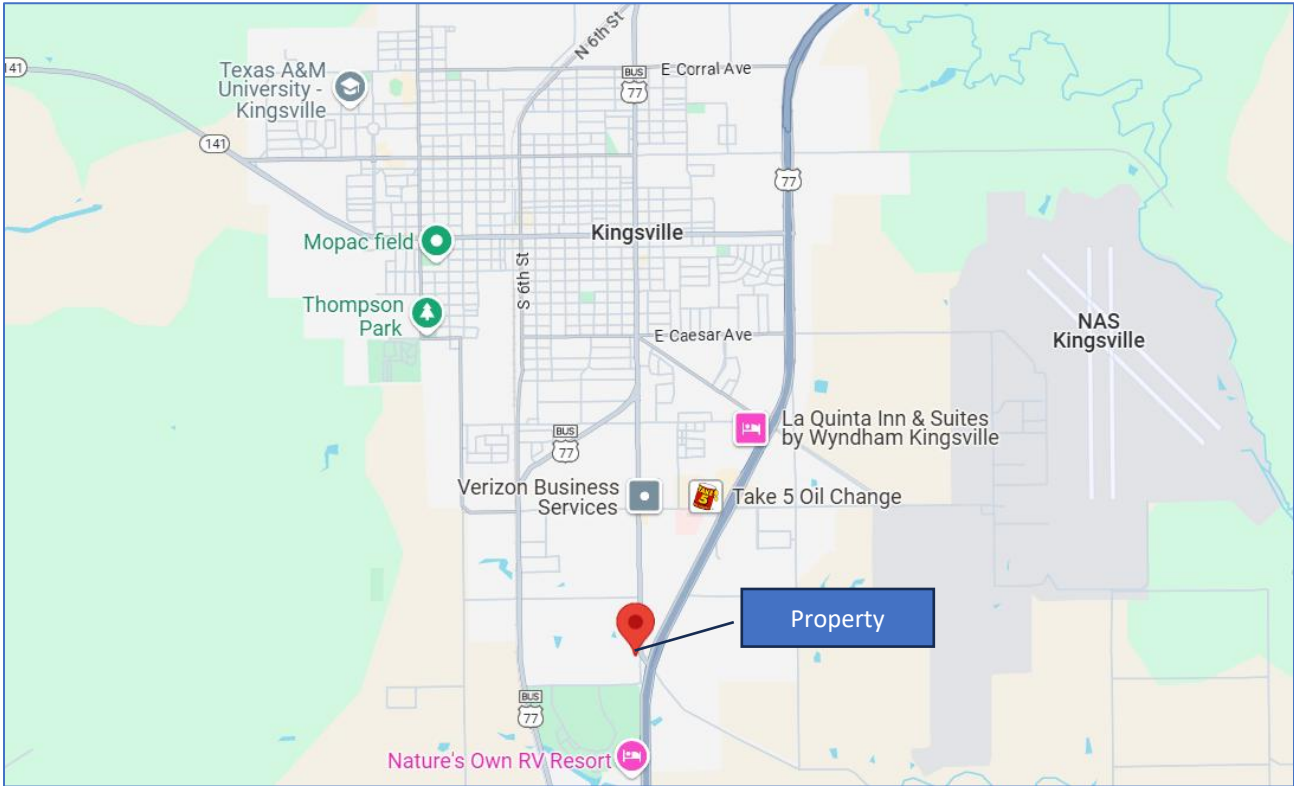 N 6th St
141
Texas A&M
University -
Kingsville
BUS
77
E Corral Ave
141
77
Mopac field
Kingsville
S 6th St
Thompson
Park
E Caesar Ave
NAS
Kingsville
La Quinta Inn & Suites
by Wyndham Kingsville
BUS
77
Verizon Business
Services
TAKE
5
Take 5 Oil Change
Property
BUS
77
Nature's Own RV Resort